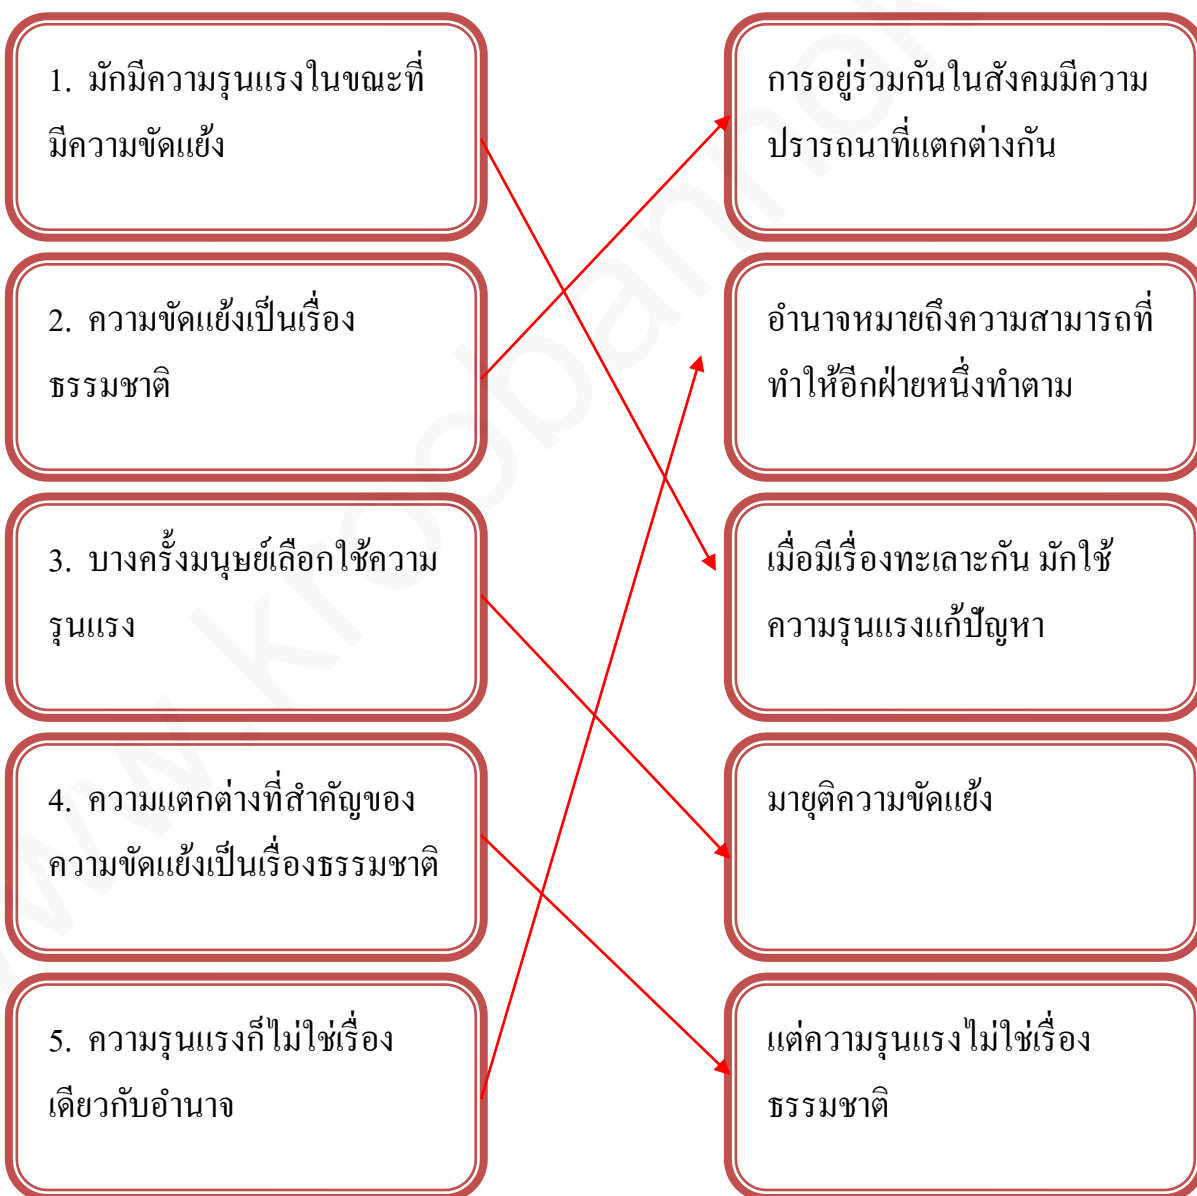 1. มักมีความรุนแรงในขณะที่
มีความขัดแย้ง
การอยู่ร่วมกันในสังคมมีความ
ปรารถนาที่แตกต่างกัน
2. ความขัดแย้งเป็นเรื่อง
ธรรมชาติ
อำนาจหมายถึงความสามารถที่
ทำให้อีกฝ่ายหนึ่งทำตาม
3. บางครั้งมนุษย์เลือกใช้ความ
รุนแรง
เมื่อมีเรื่องทะเลาะกัน มักใช้
ความรุนแรงแก้ปัญหา
4. ความแตกต่างที่สำคัญของ
ความขัดแย้งเป็นเรื่องธรรมชาติ
มายุติความขัดแย้ง
5. ความรุนแรงก็ไม่ใช่เรื่อง
เดียวกับอำนาจ
แต่ความรุนแรงไม่ใช่เรื่อง
ธรรมชาติ